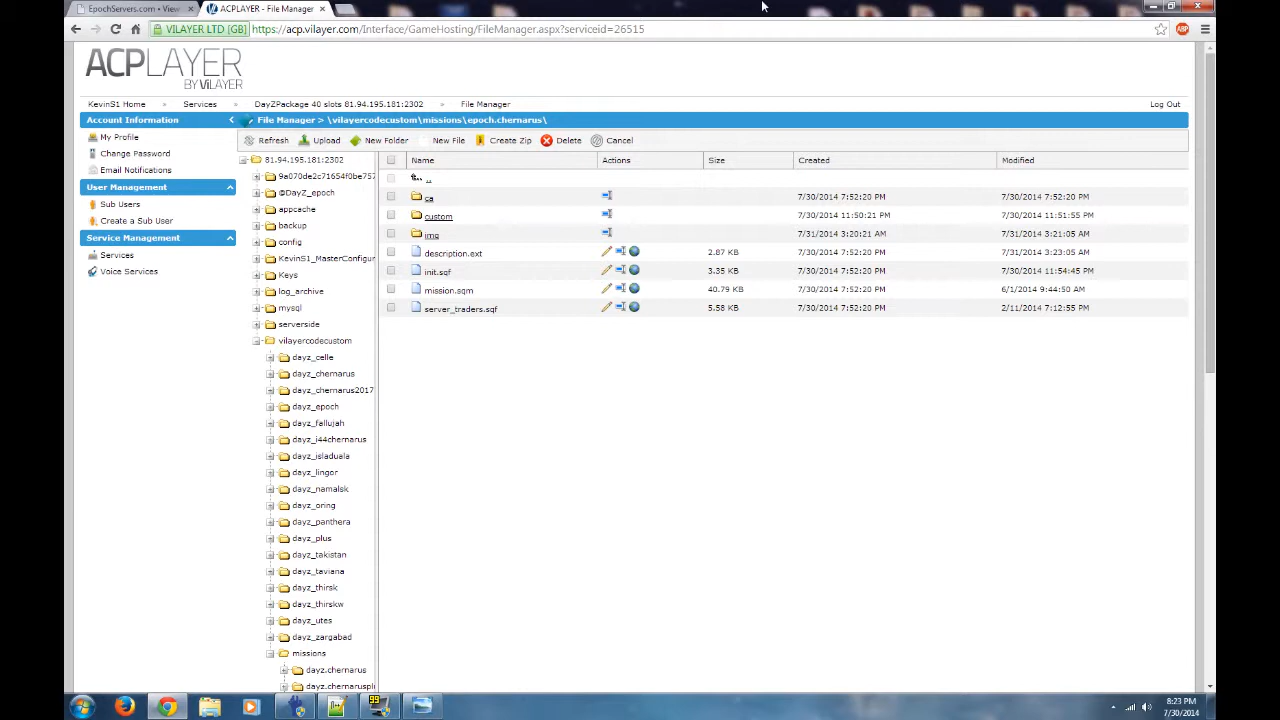 EpochServers.com • View
ACPLAYER - File Manager
VILAYER LTD [GB]
https://acp.vilayer.com/Interface/GameHosting/FileManager.aspx?serviceid=26515
ABP
ACPLAYER
BY ViLAYER
KevinS1 Home » Services » DayZPackage 40 slots 81.94.195.181:2302 « File Manager
Log Out
Account Information
My Profile
Change Password
Email Notifications
User Management
Sub Users
Create a Sub User
Service Management
Services
Voice Services
File Manager > \vilayercodecustom\missions\epoch.chernarus\
Refresh Upload New Folder New File Create Zip Delete Cancel
81.94.195.181:2302
9a070de2c71654f0be757
@DayZ_epoch
appcache
backup
config
KevinS1_MasterConfigur
Keys
log_archive
mysql
serverside
vilayercodecustom
dayz_celle
dayz_chernarus
dayz_chernarus2017
dayz_epoch
dayz_fallujah
dayz_i44chernarus
dayz_isladuala
dayz_lingor
dayz_namalsk
dayz_oring
dayz_panthera
dayz_plus
dayz_takistan
dayz_taviana
dayz_thirsk
dayz_thirskw
dayz_utes
dayz_zargabad
missions
dayz.chernarus
dayz.chernarusplu
Name Actions Size Created Modified
..
ca 7/30/2014 7:52:20 PM 7/30/2014 7:52:20 PM
custom 7/30/2014 11:50:21 PM 7/30/2014 11:51:55 PM
img 7/31/2014 3:20:21 AM 7/31/2014 3:21:05 AM
description.ext 2.87 KB 7/30/2014 7:52:20 PM 7/31/2014 3:23:05 AM
init.sqf 3.35 KB 7/30/2014 7:52:20 PM 7/30/2014 11:54:45 PM
mission.sqm 40.79 KB 7/30/2014 7:52:20 PM 6/1/2014 9:44:50 AM
server_traders.sqf 5.58 KB 7/30/2014 7:52:20 PM 2/11/2014 7:12:55 PM
99
8:23 PM
7/30/2014